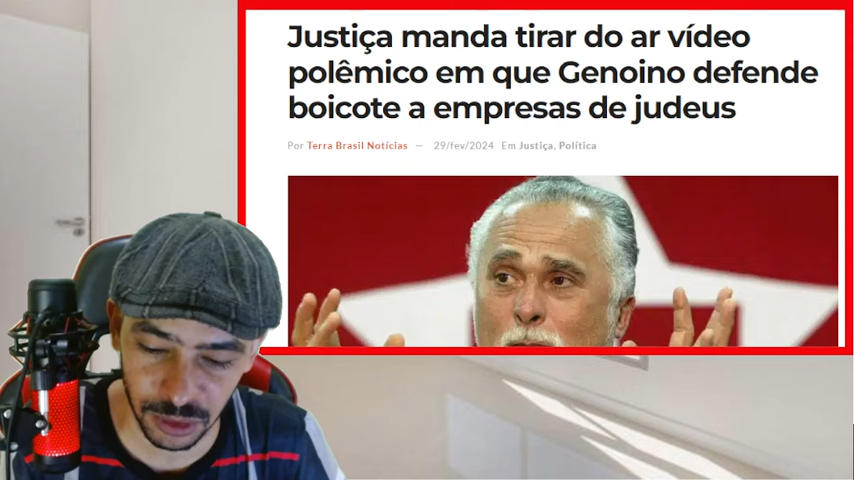 Justiça manda tirar do ar vídeo
polêmico em que Genoino defende
boicote a empresas de judeus
Por Terra Brasil Notícias — 29/fev/2024 Em Justiça, Política